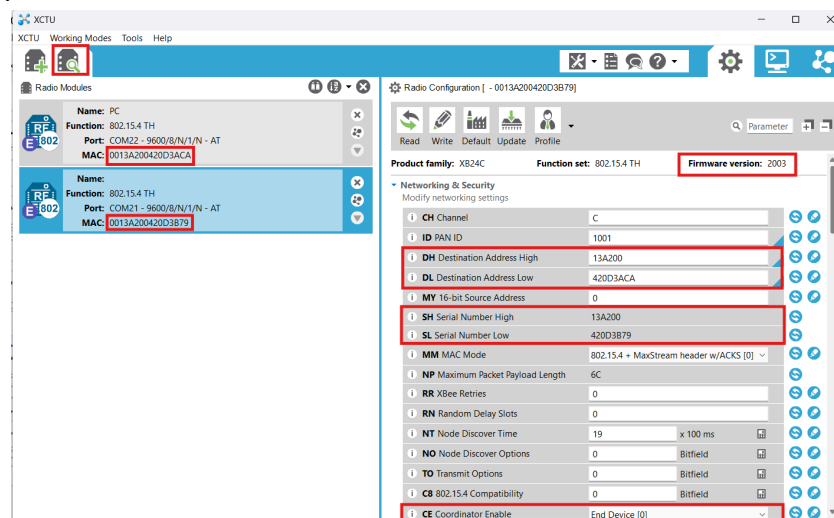 XCTU
XCTU Working Modes Tools Help
Radio Modules
Name: PC
Function: 802.15.4 TH
Port: COM22 - 9600/8/N/1/N - AT
MAC: 0013A200420D3ACA
RF
E 802
Name:
Function: 802.15.4 TH
Port: COM21 - 9600/8/N/1/N - AT
MAC: 0013A200420D3B79
RF
E 802
Radio Configuration [ - 0013A200420D3B79]
Read Write Default Update Profile
Parameter
Product family: XB24C Function set: 802.15.4 TH Firmware version: 2003
Networking & Security
Modify networking settings
i CH Channel C
i ID PAN ID 1001
i DH Destination Address High 13A200
i DL Destination Address Low 420D3ACA
i MY 16-bit Source Address 0
i SH Serial Number High 13A200
i SL Serial Number Low 420D3B79
i MM MAC Mode 802.15.4 + MaxStream header w/ACKS [0]
i NP Maximum Packet Payload Length 6C
i RR XBee Retries 0
i RN Random Delay Slots 0
i NT Node Discover Time 19 x 100 ms
i NO Node Discover Options 0 Bitfield
i TO Transmit Options 0 Bitfield
i C8 802.15.4 Compatibility 0 Bitfield
i CE Coordinator Enable End Device [0]